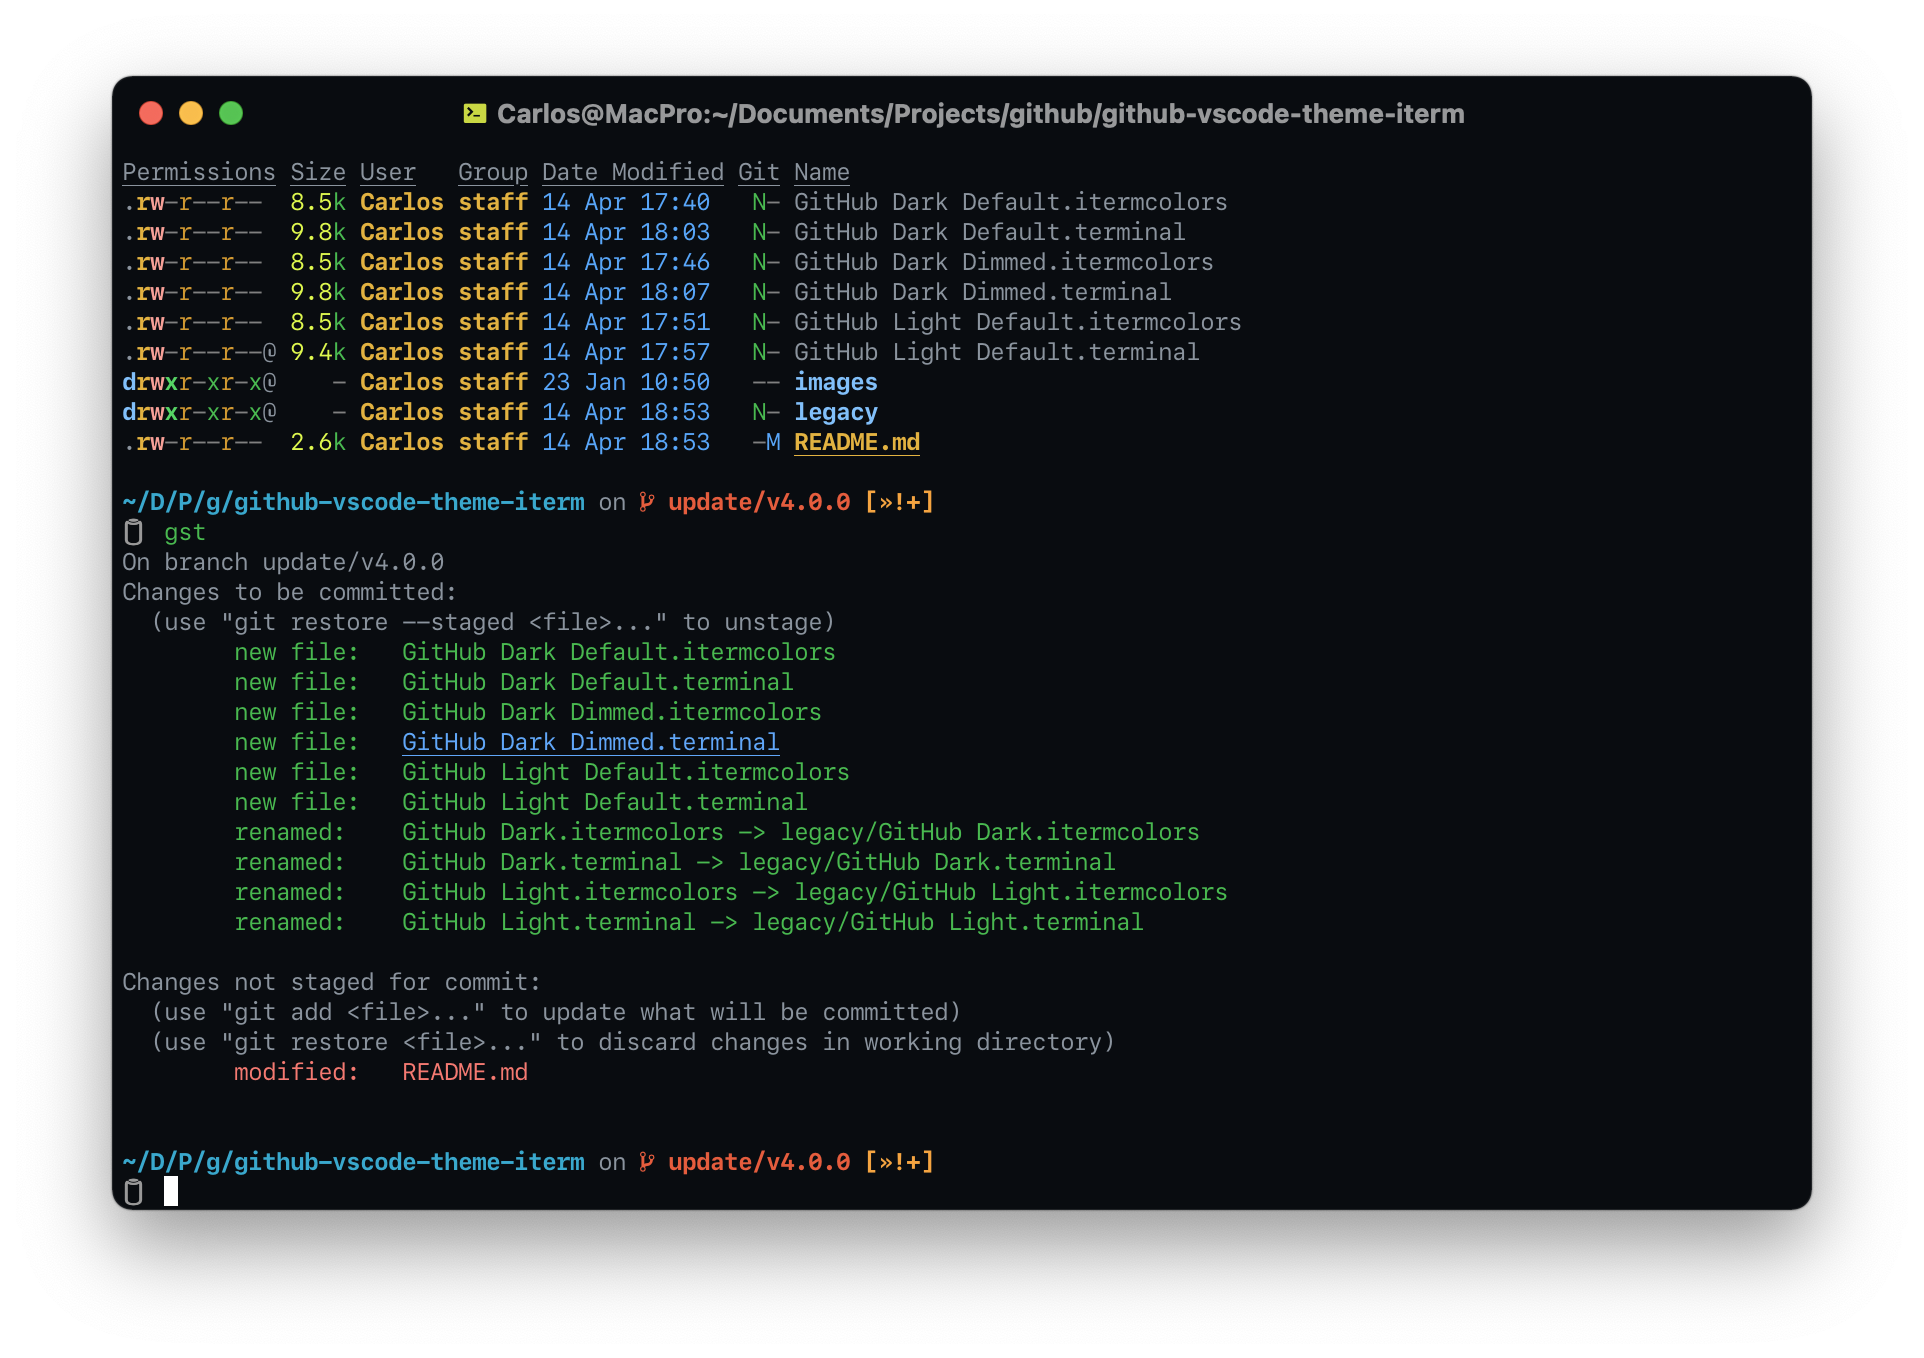 Carlos@MacPro:~/Documents/Projects/github/github-vscode-theme-iterm
Permissions Size User   Group Date Modified Git Name
.rw-r--r--  8.5k Carlos staff 14 Apr 17:40   N- GitHub Dark Default.itermcolors
.rw-r--r--  9.8k Carlos staff 14 Apr 18:03   N- GitHub Dark Default.terminal
.rw-r--r--  8.5k Carlos staff 14 Apr 17:46   N- GitHub Dark Dimmed.itermcolors
.rw-r--r--  9.8k Carlos staff 14 Apr 18:07   N- GitHub Dark Dimmed.terminal
.rw-r--r--  8.5k Carlos staff 14 Apr 17:51   N- GitHub Light Default.itermcolors
.rw-r--r--@ 9.4k Carlos staff 14 Apr 17:57   N- GitHub Light Default.terminal
drwxr-xr-x@    - Carlos staff 23 Jan 10:50   -- images
drwxr-xr-x@    - Carlos staff 14 Apr 18:53   N- legacy
.rw-r--r--  2.6k Carlos staff 14 Apr 18:53   -M README.md
~/D/P/g/github-vscode-theme-iterm on update/v4.0.0 [»!+]
gst
On branch update/v4.0.0
Changes to be committed:
  (use "git restore --staged <file>..." to unstage)
        new file:   GitHub Dark Default.itermcolors
        new file:   GitHub Dark Default.terminal
        new file:   GitHub Dark Dimmed.itermcolors
        new file:   GitHub Dark Dimmed.terminal
        new file:   GitHub Light Default.itermcolors
        new file:   GitHub Light Default.terminal
        renamed:    GitHub Dark.itermcolors -> legacy/GitHub Dark.itermcolors
        renamed:    GitHub Dark.terminal -> legacy/GitHub Dark.terminal
        renamed:    GitHub Light.itermcolors -> legacy/GitHub Light.itermcolors
        renamed:    GitHub Light.terminal -> legacy/GitHub Light.terminal
Changes not staged for commit:
  (use "git add <file>..." to update what will be committed)
  (use "git restore <file>..." to discard changes in working directory)
        modified:   README.md
~/D/P/g/github-vscode-theme-iterm on update/v4.0.0 [»!+]